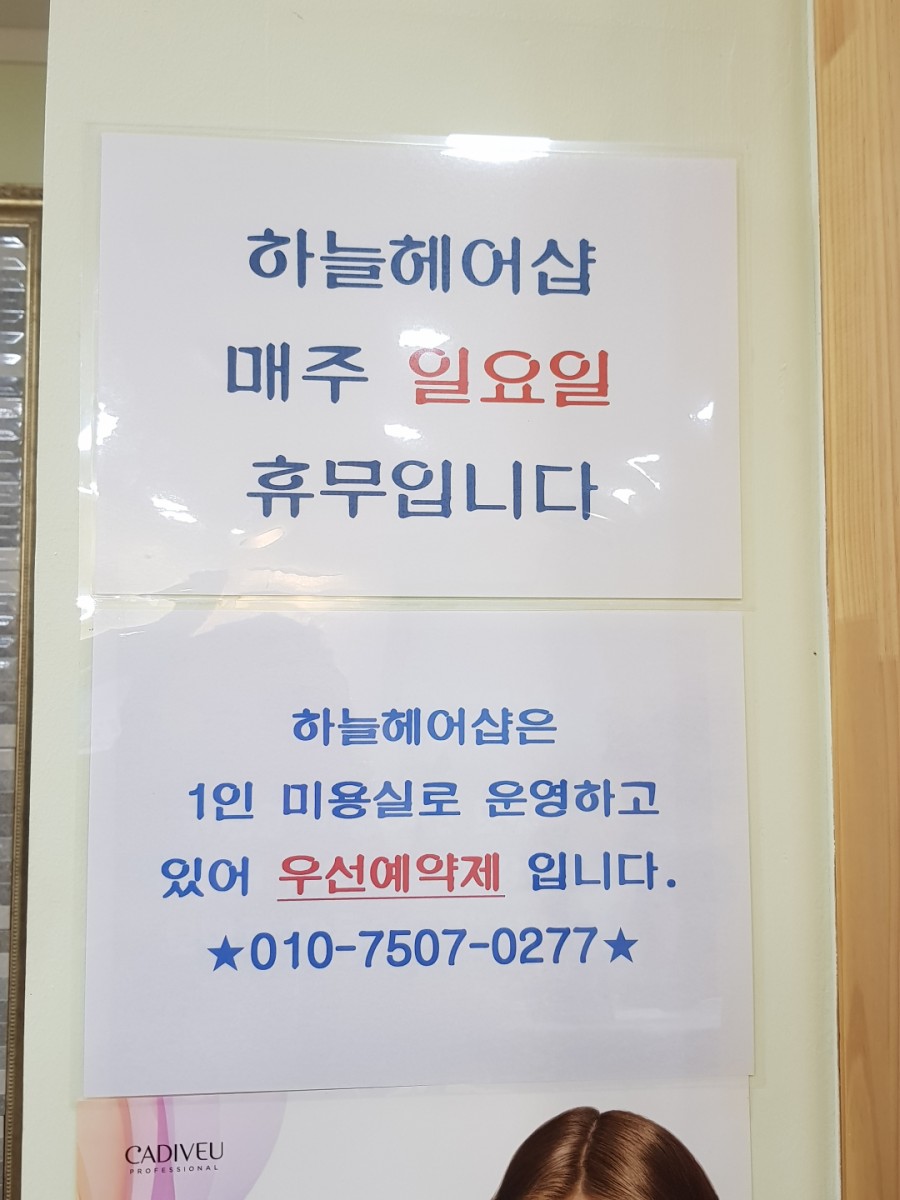 하늘헤어샵
매주 일요일
휴무입니다
하늘헤어샵은
1인 미용실로 운영하고
있어 우선예약제 입니다.
★010-7507-0277★
CADIVEU
PROFESSIONAL